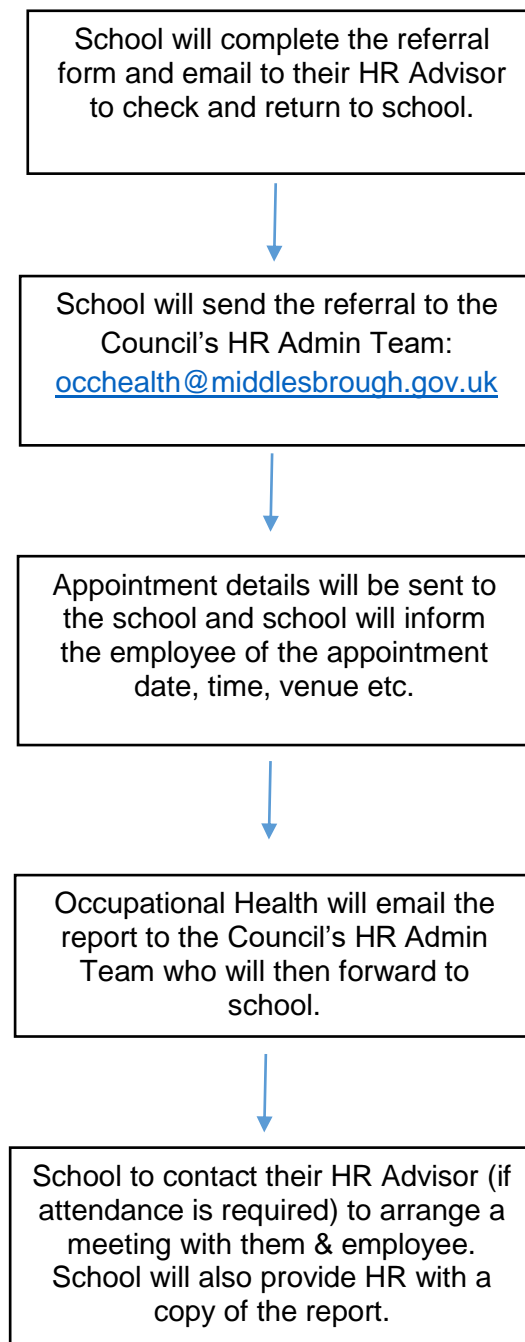 School will complete the referral
form and email to their HR Advisor
to check and return to school.
School will send the referral to the
Council’s HR Admin Team:
occhealth@middlesbrough.gov.uk
Appointment details will be sent to
the school and school will inform
the employee of the appointment
date, time, venue etc.
Occupational Health will email the
report to the Council’s HR Admin
Team who will then forward to
school.
School to contact their HR Advisor (if
attendance is required) to arrange a
meeting with them & employee.
School will also provide HR with a
copy of the report.